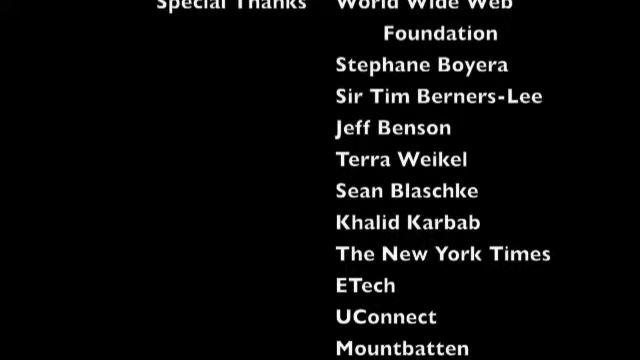 Special Thanks World Wide Web
Foundation
Stephane Boyera
Sir Tim Berners-Lee
Jeff Benson
Terra Weikel
Sean Blaschke
Khalid Karbab
The New York Times
ETech
UConnect
Mountbatten